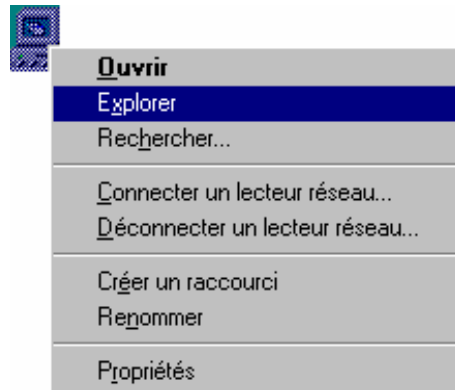 Ouvrir
Explorer
Rechercher...
Connecter un lecteur réseau...
Déconnecter un lecteur réseau...
Créer un raccourci
Renommer
Propriétés